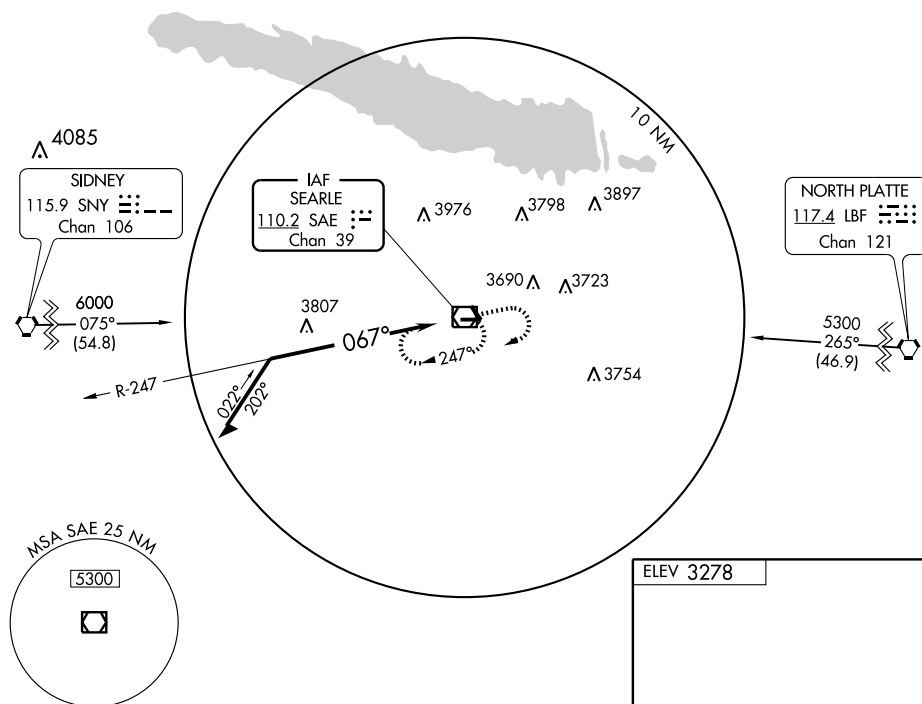 10 NM
4085
SIDNEY
115.9 SNY
Chan 106
IAF
SEARLE
110.2 SAE
Chan 39
3976
3798
3897
NORTH PLATTE
117.4 LBF
Chan 121
3690
3723
6000
075°
(54.8)
3807
067°
247°
5300
265°
(46.9)
R-247
022°
202°
3754
MSA SAE 25 NM
5300
ELEV 3278